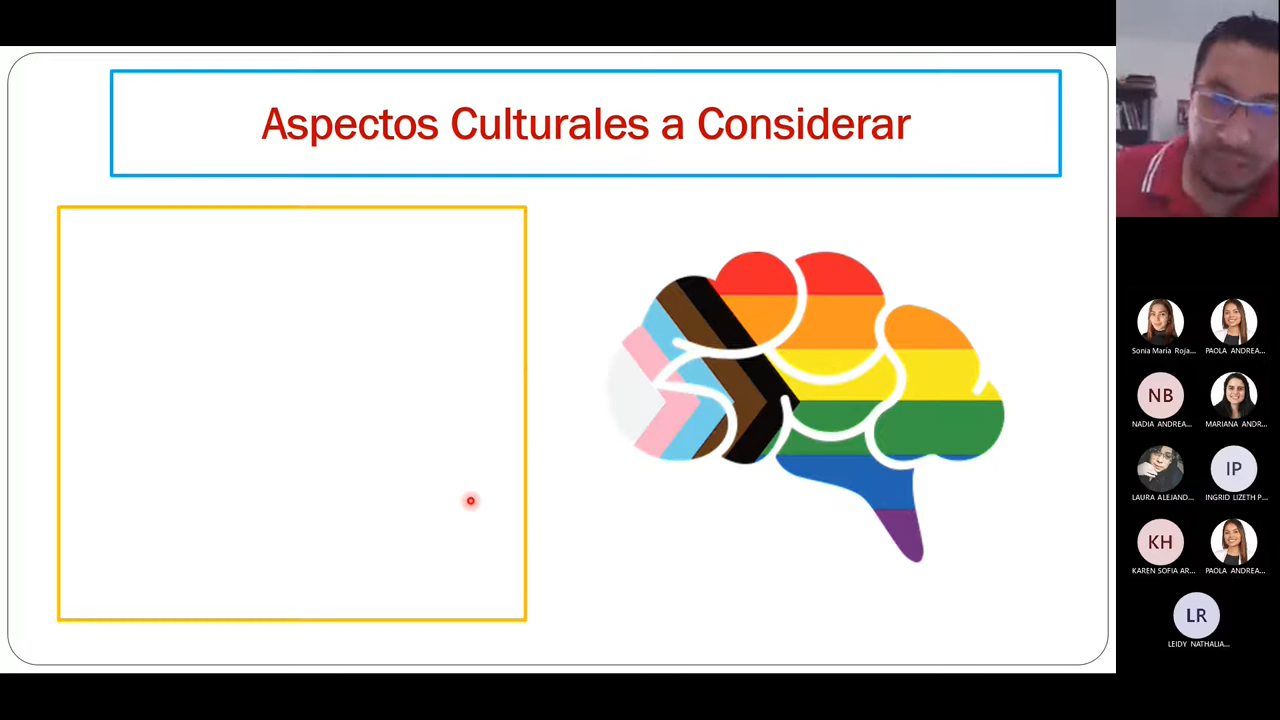 Aspectos Culturales a Considerar
Sonia María Roja...
PAOLA ANDREA...
NB
NADIA ANDREA...
MARIANA ANDR...
LAURA ALEJAND...
IP
INGRID LIZETH P...
KH
KAREN SOFIA AR...
PAOLA ANDREA...
LR
LEIDY NATHALIA...